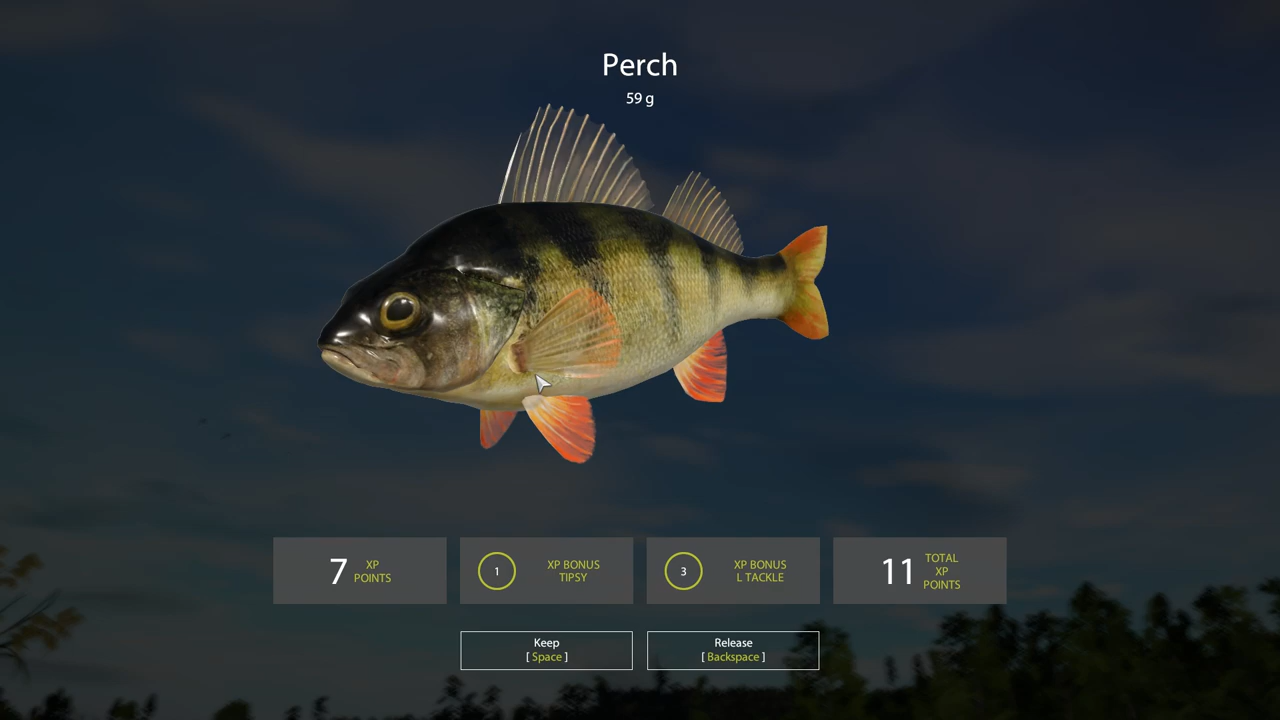 Perch
59 g
7
XP
POINTS
1
XP BONUS
TIPSY
3
XP BONUS
L TACKLE
11
TOTAL
XP
POINTS
Keep
[ Space ]
Release
[ Backspace ]